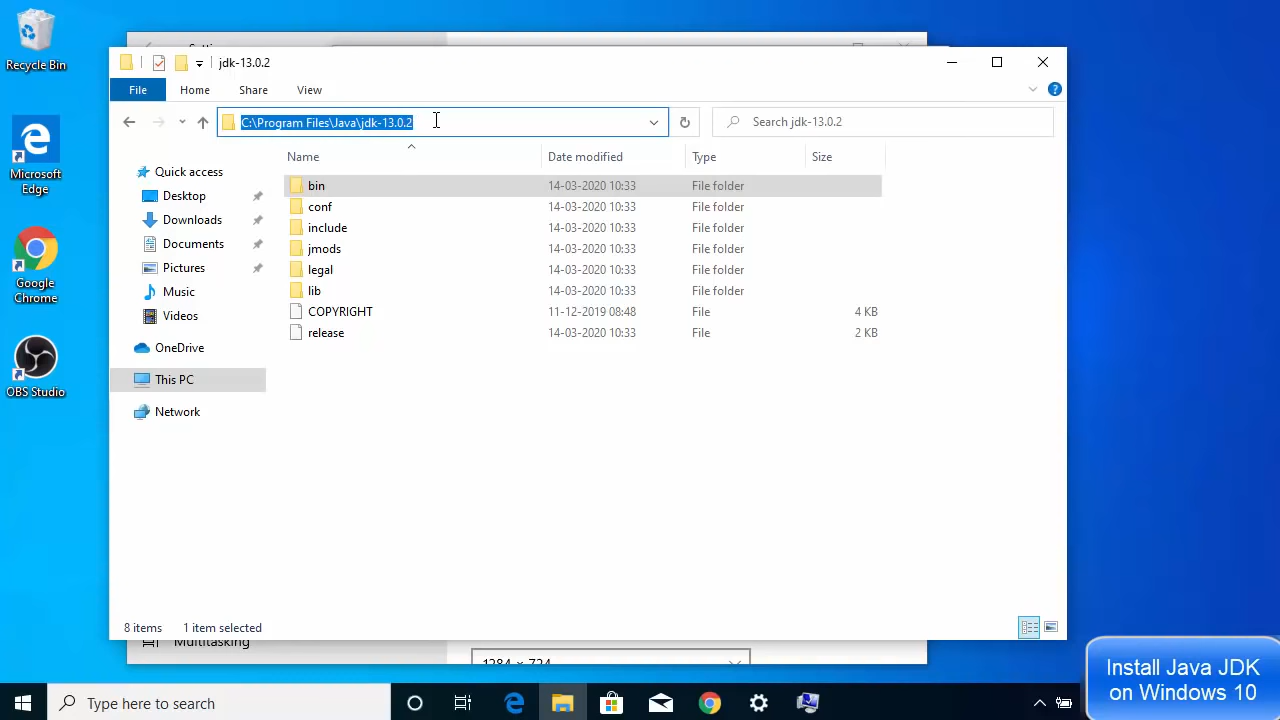 Recycle Bin
Microsoft
Edge
Google
Chrome
OBS Studio
jdk-13.0.2
File Home Share View
C:\Program Files\Java\jdk-13.0.2
Search jdk-13.0.2
Name Date modified Type Size
Quick access
Desktop
Downloads
Documents
Pictures
Music
Videos
OneDrive
This PC
Network
bin 14-03-2020 10:33 File folder
conf 14-03-2020 10:33 File folder
include 14-03-2020 10:33 File folder
jmods 14-03-2020 10:33 File folder
legal 14-03-2020 10:33 File folder
lib 14-03-2020 10:33 File folder
COPYRIGHT 11-12-2019 08:48 File 4 KB
release 14-03-2020 10:33 File 2 KB
8 items 1 item selected
Multitasking
1284 × 724
Install Java JDK
on Windows 10
Type here to search